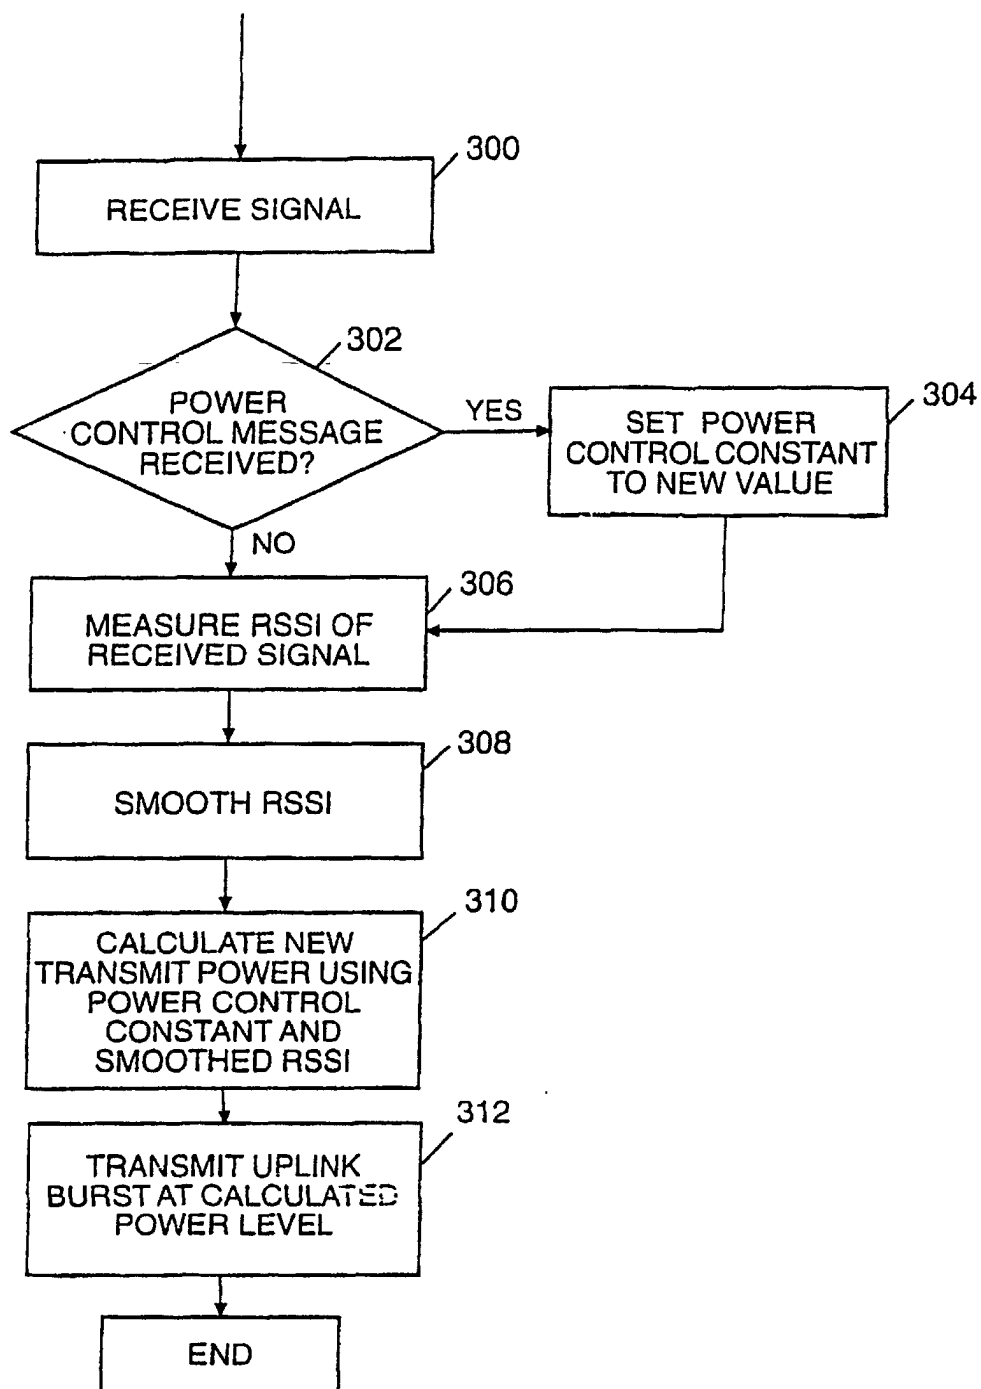 300
RECEIVE SIGNAL
302
POWER
CONTROL MESSAGE
RECEIVED?
YES
304
SET POWER
CONTROL CONSTANT
TO NEW VALUE
NO
306
MEASURE RSSI OF
RECEIVED SIGNAL
308
SMOOTH RSSI
310
CALCULATE NEW
TRANSMIT POWER USING
POWER CONTROL
CONSTANT AND
SMOOTHED RSSI
312
TRANSMIT UPLINK
BURST AT CALCULATED
POWER LEVEL
END